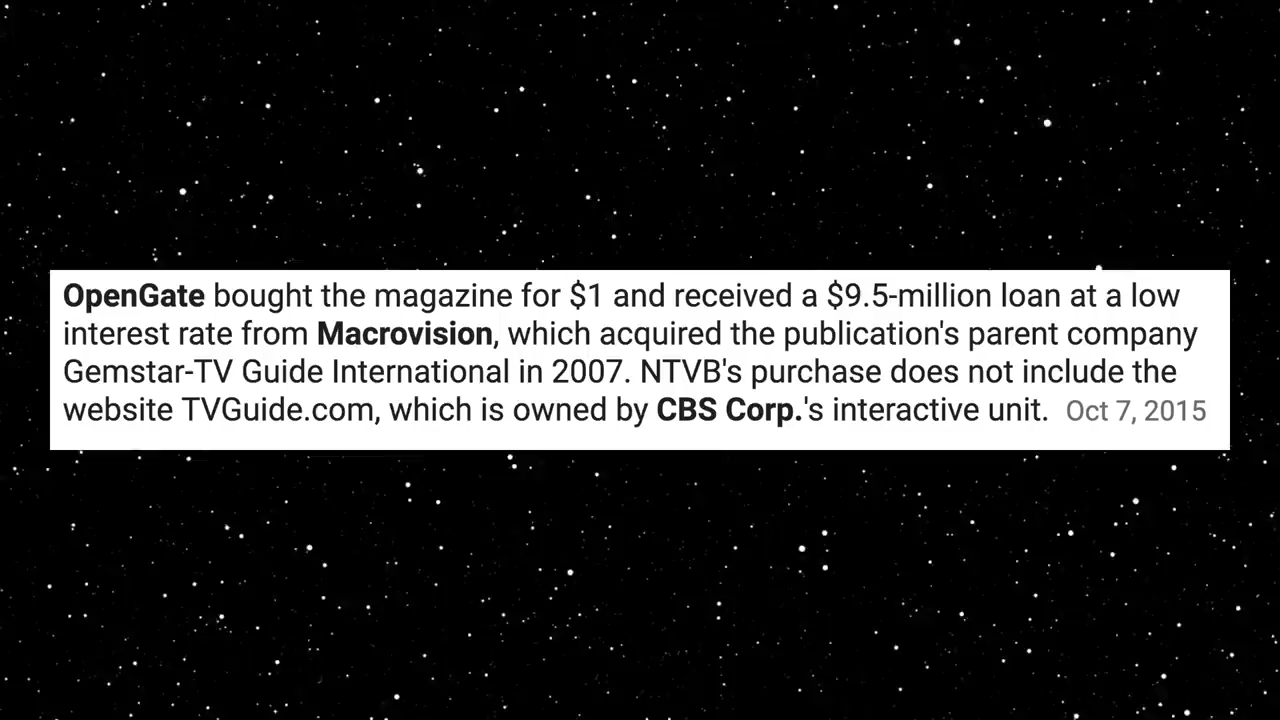 OpenGate bought the magazine for $1 and received a $9.5-million loan at a low
interest rate from Macrovision, which acquired the publication's parent company
Gemstar-TV Guide International in 2007. NTVB's purchase does not include the
website TVGuide.com, which is owned by CBS Corp.'s interactive unit. Oct 7, 2015